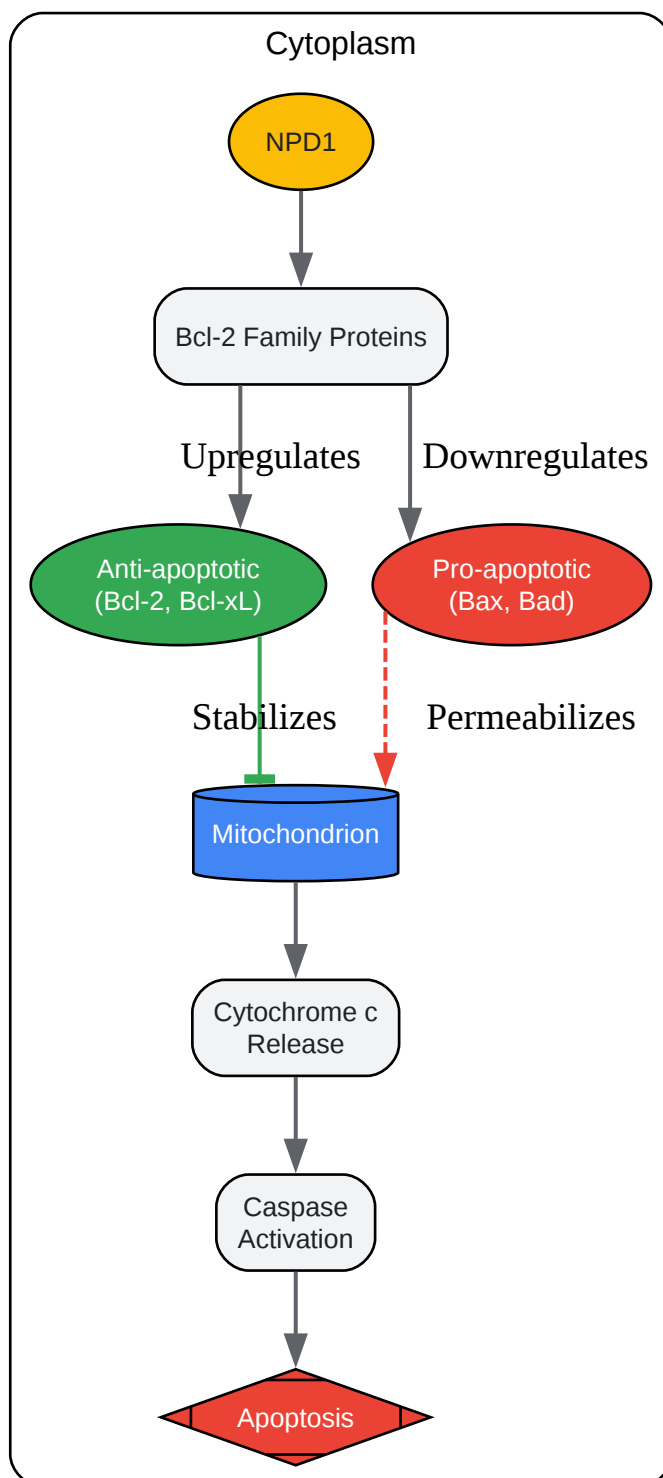 Cytoplasm
NPD1
Bcl-2 Family Proteins
Upregulates
Downregulates
Anti-apoptotic
(Bcl-2, Bcl-xL)
Pro-apoptotic
(Bax, Bad)
Stabilizes
Permeabilizes
Mitochondrion
Cytochrome c
Release
Caspase
Activation
Apoptosis